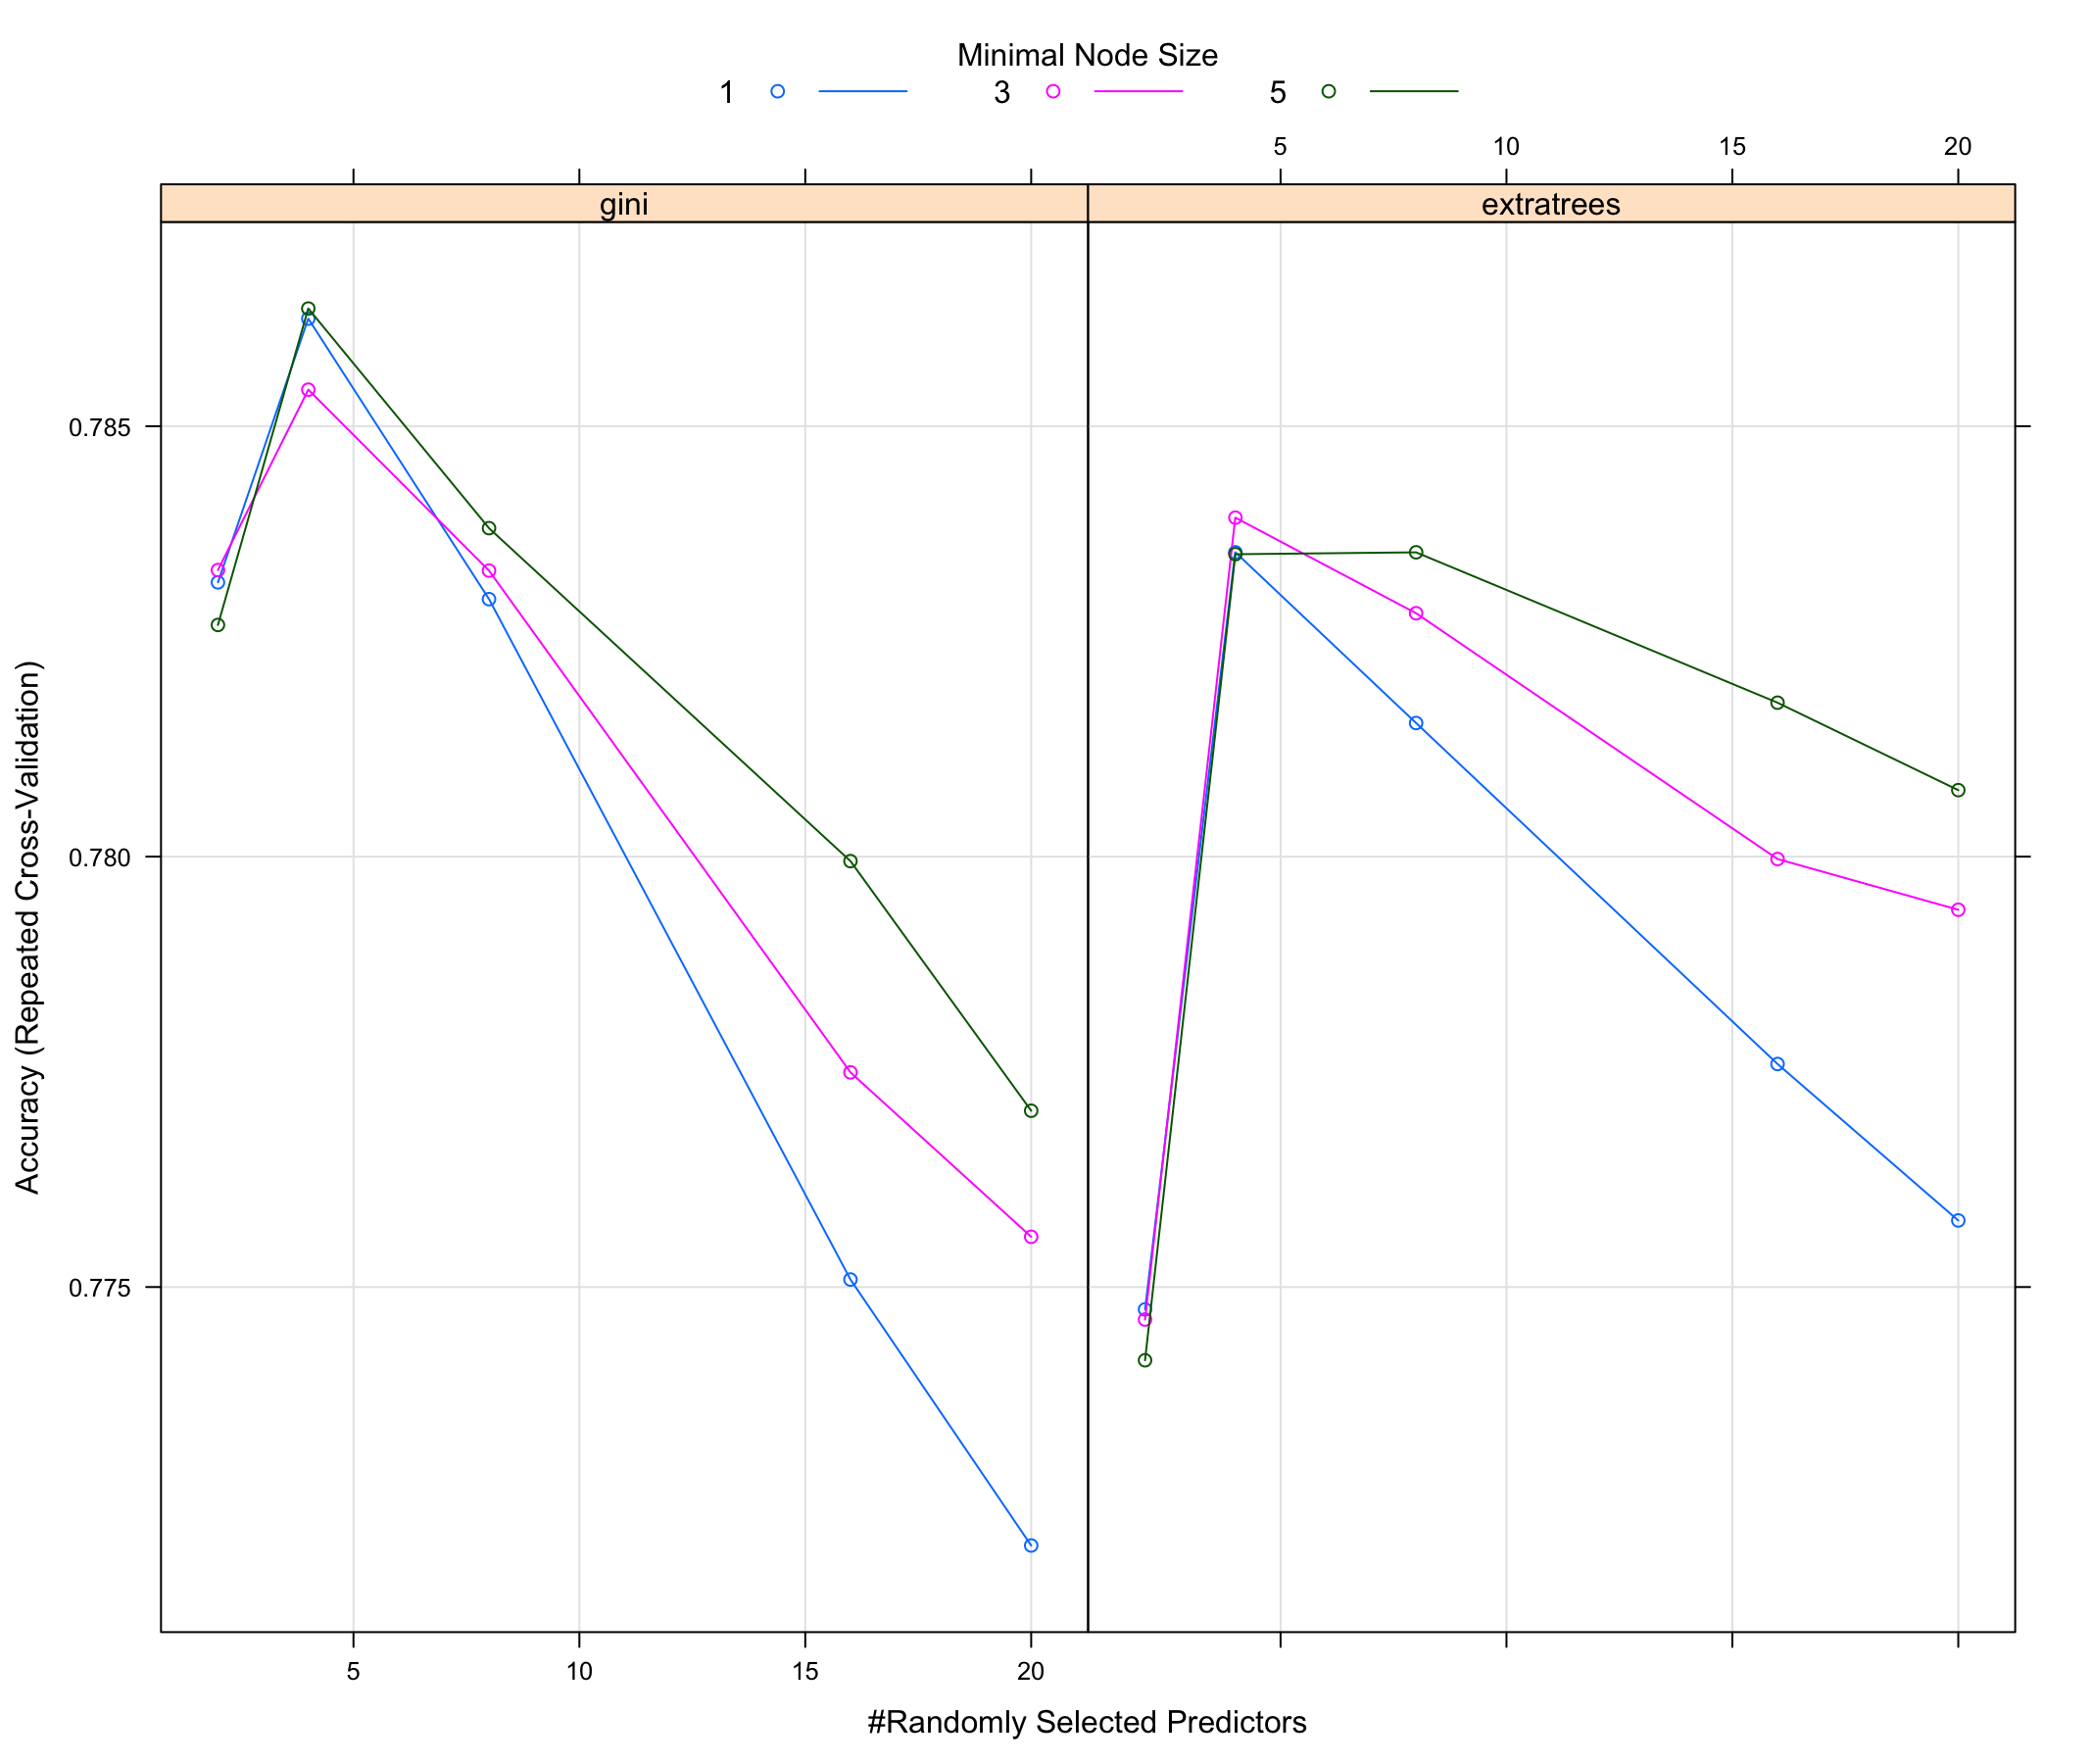 Minimal Node Size
1 3 5
5 10 15 20
gini extratrees
0.785
0.780
0.775
Accuracy (Repeated Cross-Validation)
5 10 15 20
#Randomly Selected Predictors